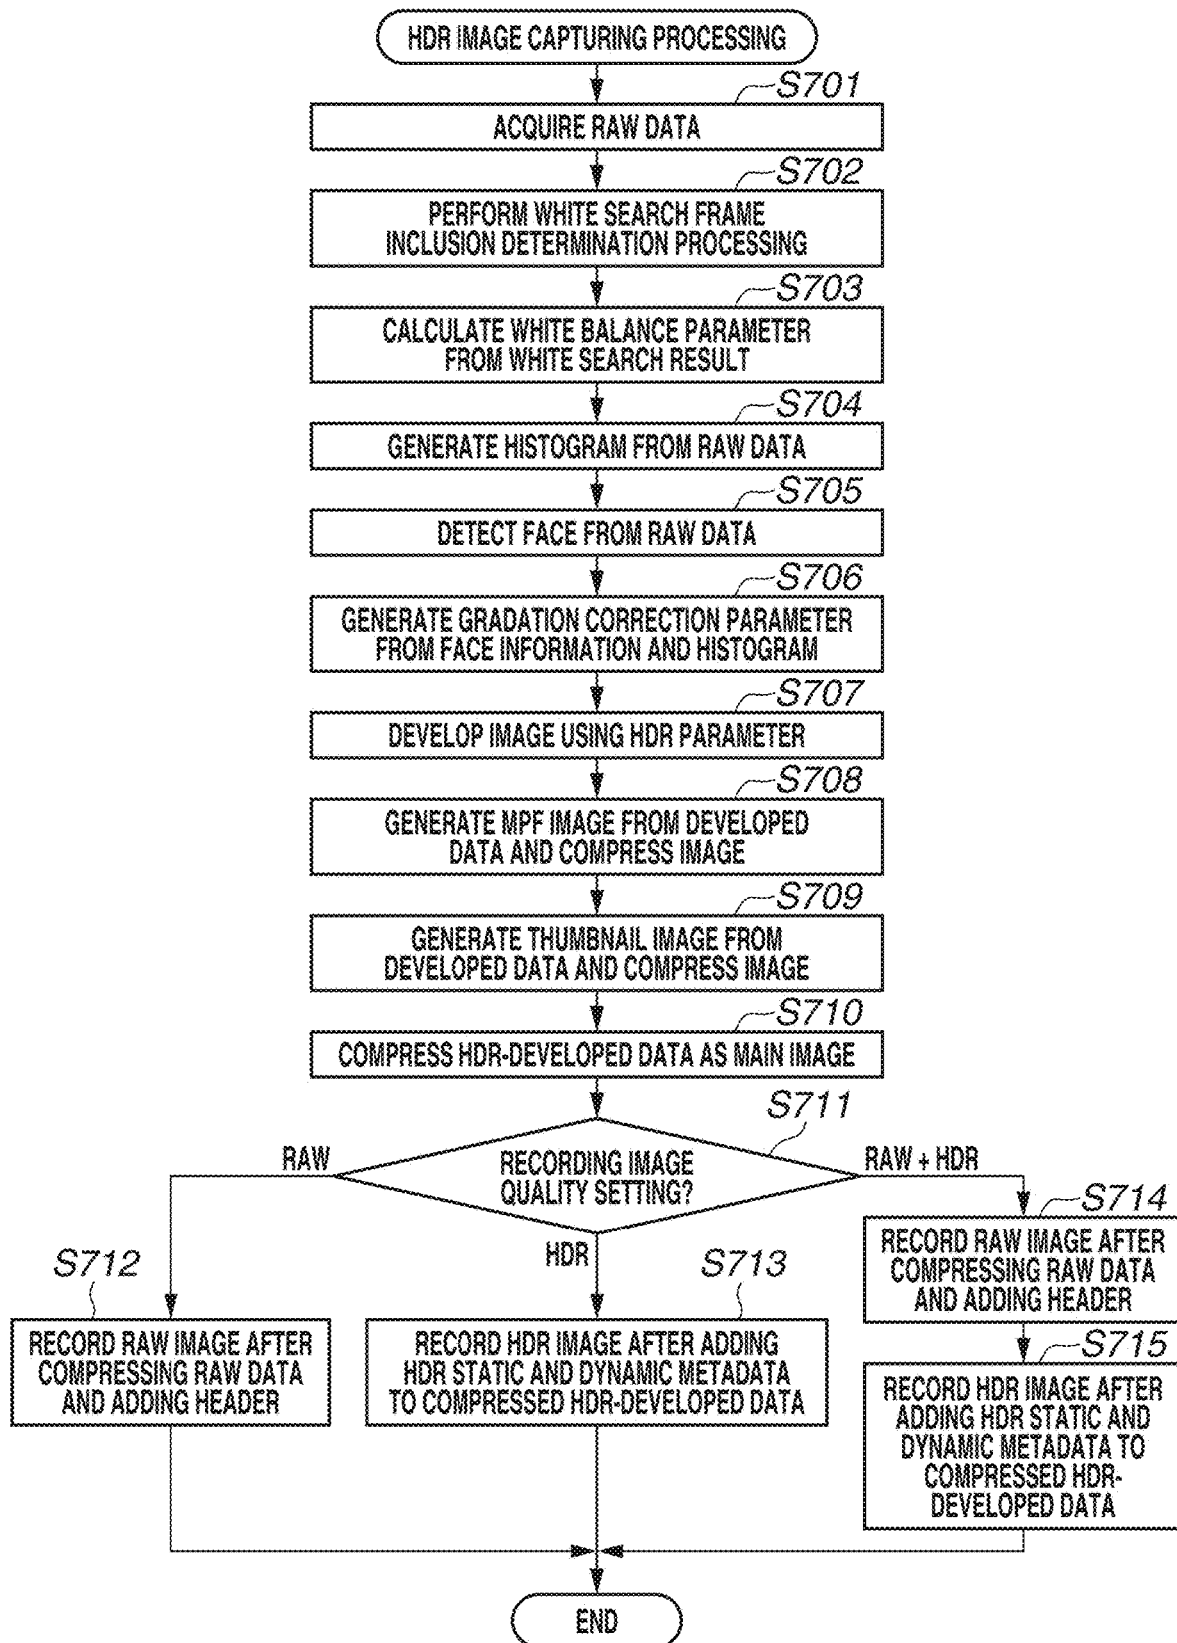 HDR IMAGE CAPTURING PROCESSING
S701
ACQUIRE RAW DATA
S702
PERFORM WHITE SEARCH FRAME
INCLUSION DETERMINATION PROCESSING
S703
CALCULATE WHITE BALANCE PARAMETER
FROM WHITE SEARCH RESULT
S704
GENERATE HISTOGRAM FROM RAW DATA
S705
DETECT FACE FROM RAW DATA
S706
GENERATE GRADATION CORRECTION PARAMETER
FROM FACE INFORMATION AND HISTOGRAM
S707
DEVELOP IMAGE USING HDR PARAMETER
S708
GENERATE MPF IMAGE FROM DEVELOPED
DATA AND COMPRESS IMAGE
S709
GENERATE THUMBNAIL IMAGE FROM
DEVELOPED DATA AND COMPRESS IMAGE
S710
COMPRESS HDR-DEVELOPED DATA AS MAIN IMAGE
S711
RECORDING IMAGE
QUALITY SETTING?
RAW
HDR
RAW + HDR
S712
RECORD RAW IMAGE AFTER
COMPRESSING RAW DATA
AND ADDING HEADER
S713
RECORD HDR IMAGE AFTER ADDING
HDR STATIC AND DYNAMIC METADATA
TO COMPRESSED HDR-DEVELOPED DATA
S714
RECORD RAW IMAGE AFTER
COMPRESSING RAW DATA
AND ADDING HEADER
S715
RECORD HDR IMAGE AFTER
ADDING HDR STATIC AND
DYNAMIC METADATA TO
COMPRESSED HDR-
DEVELOPED DATA
END